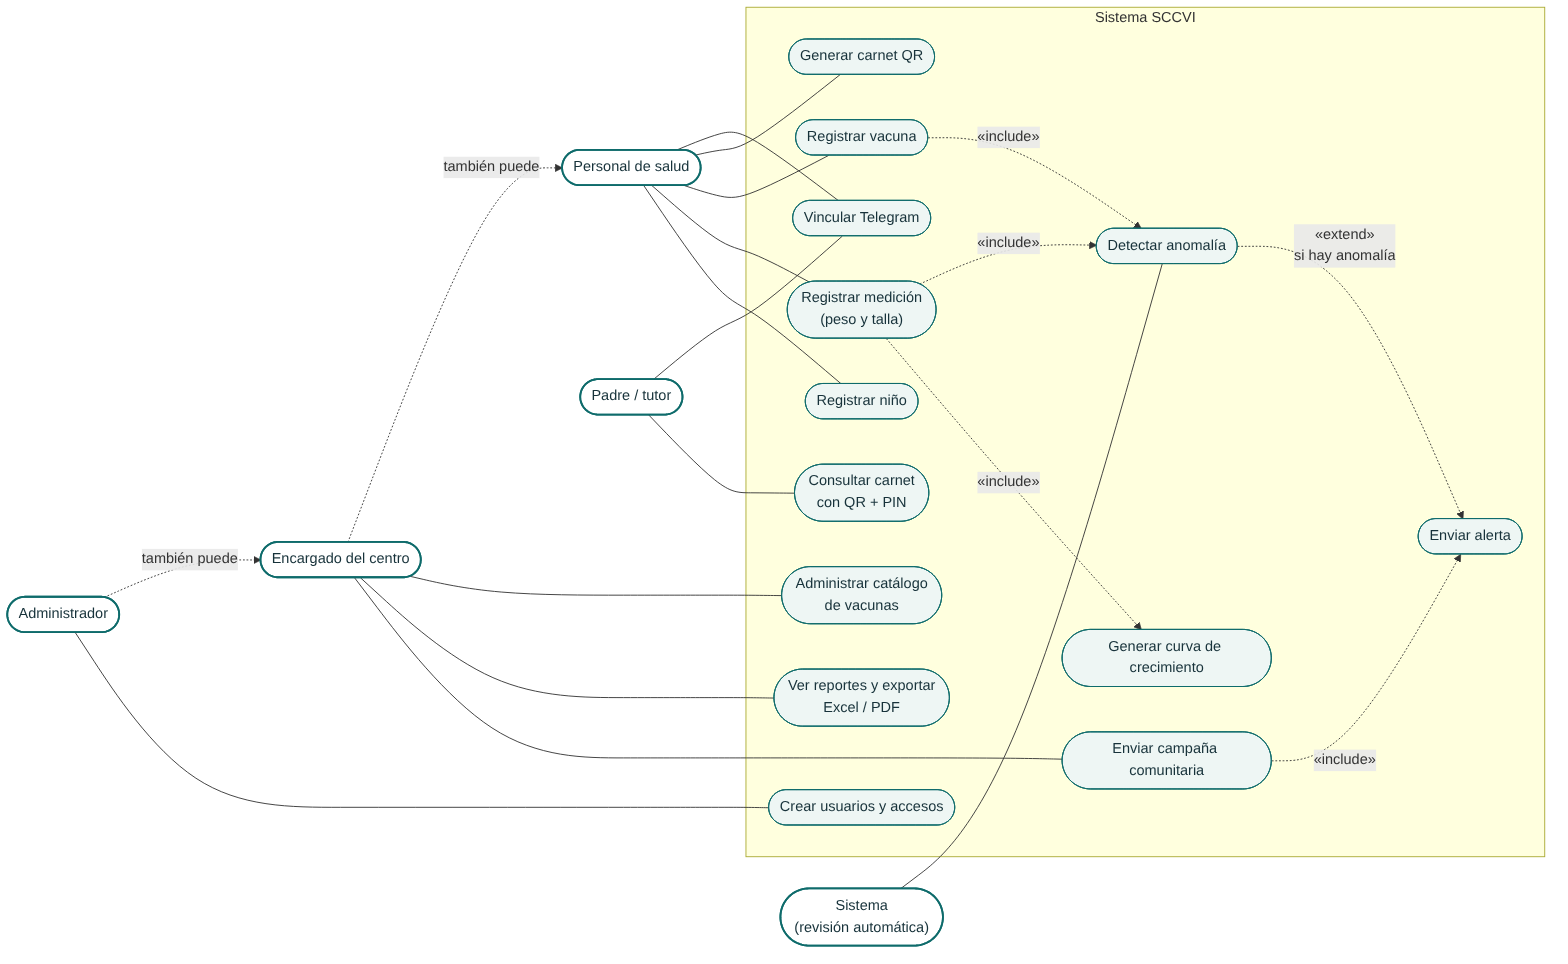 Sistema SCCVI
Generar carnet QR
Registrar vacuna
«include»
también puede
Personal de salud
Vincular Telegram
«include»
Detectar anomalía
«extend»
si hay anomalía
Registrar medición
(peso y talla)
Padre / tutor
Registrar niño
Consultar carnet
con QR + PIN
«include»
Enviar alerta
también puede
Encargado del centro
Administrar catálogo
de vacunas
Administrador
Generar curva de
crecimiento
Ver reportes y exportar
Excel / PDF
Enviar campaña
comunitaria
«include»
Crear usuarios y accesos
Sistema
(revisión automática)